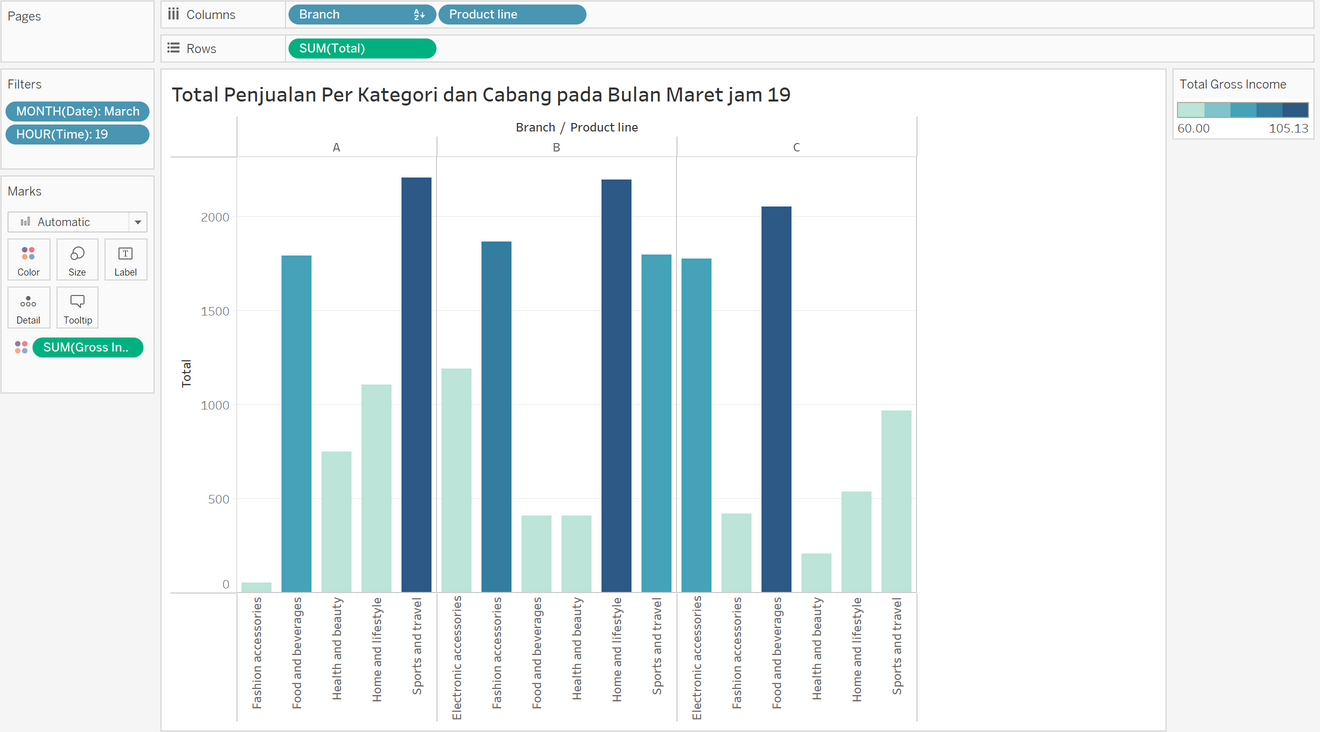 Pages
Columns
Branch
Product line
Rows
SUM(Total)
Filters
MONTH(Date): March
HOUR(Time): 19
Marks
Automatic
Color
Size
Label
Detail
Tooltip
SUM(Gross In..
Total Penjualan Per Kategori dan Cabang pada Bulan Maret jam 19
Branch / Product line
A
B
C
Total
2000
1500
1000
500
0
Fashion accessories
Food and beverages
Health and beauty
Home and lifestyle
Sports and travel
Electronic accessories
Fashion accessories
Food and beverages
Health and beauty
Home and lifestyle
Sports and travel
Electronic accessories
Fashion accessories
Food and beverages
Health and beauty
Home and lifestyle
Sports and travel
Total Gross Income
60.00
105.13